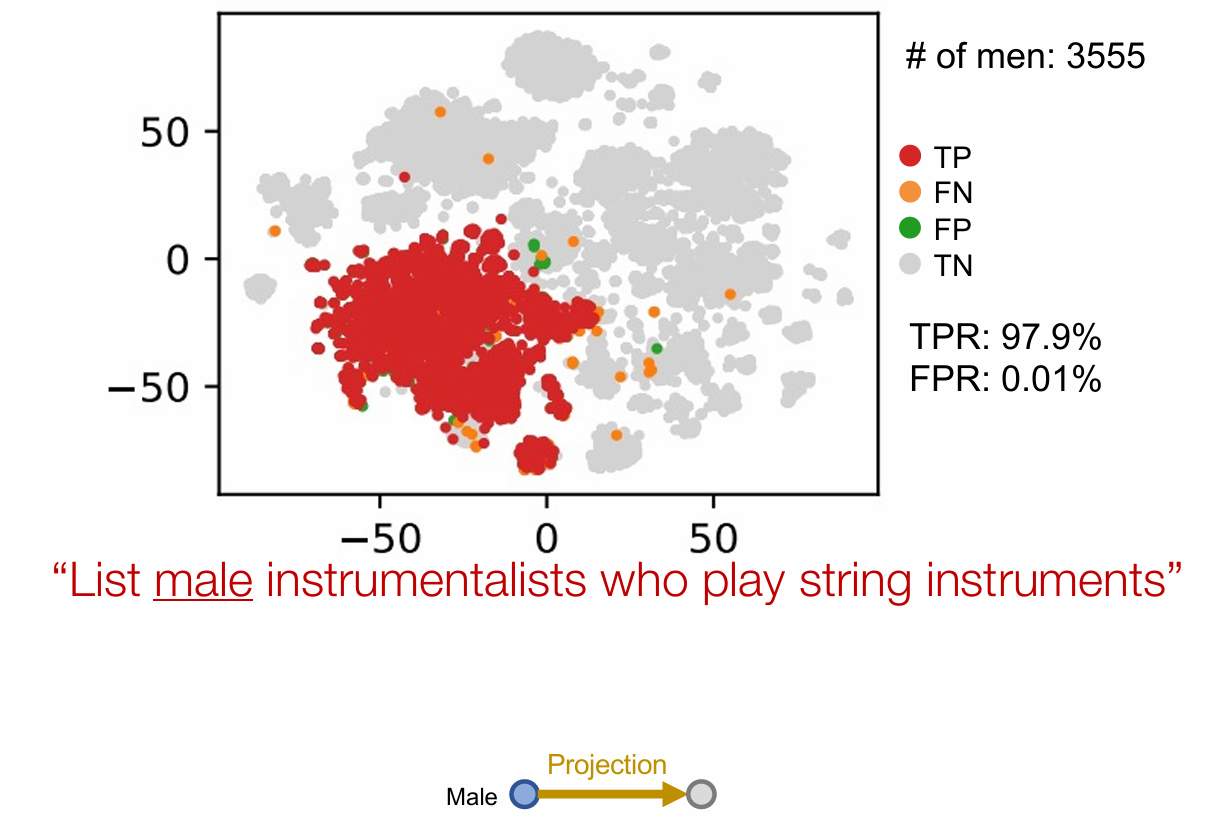 # of men: 3555
50
0
−50
TP
FN
FP
TN
TPR: 97.9%
FPR: 0.01%
−50 0 50
“List male instrumentalists who play string instruments”
Projection
Male